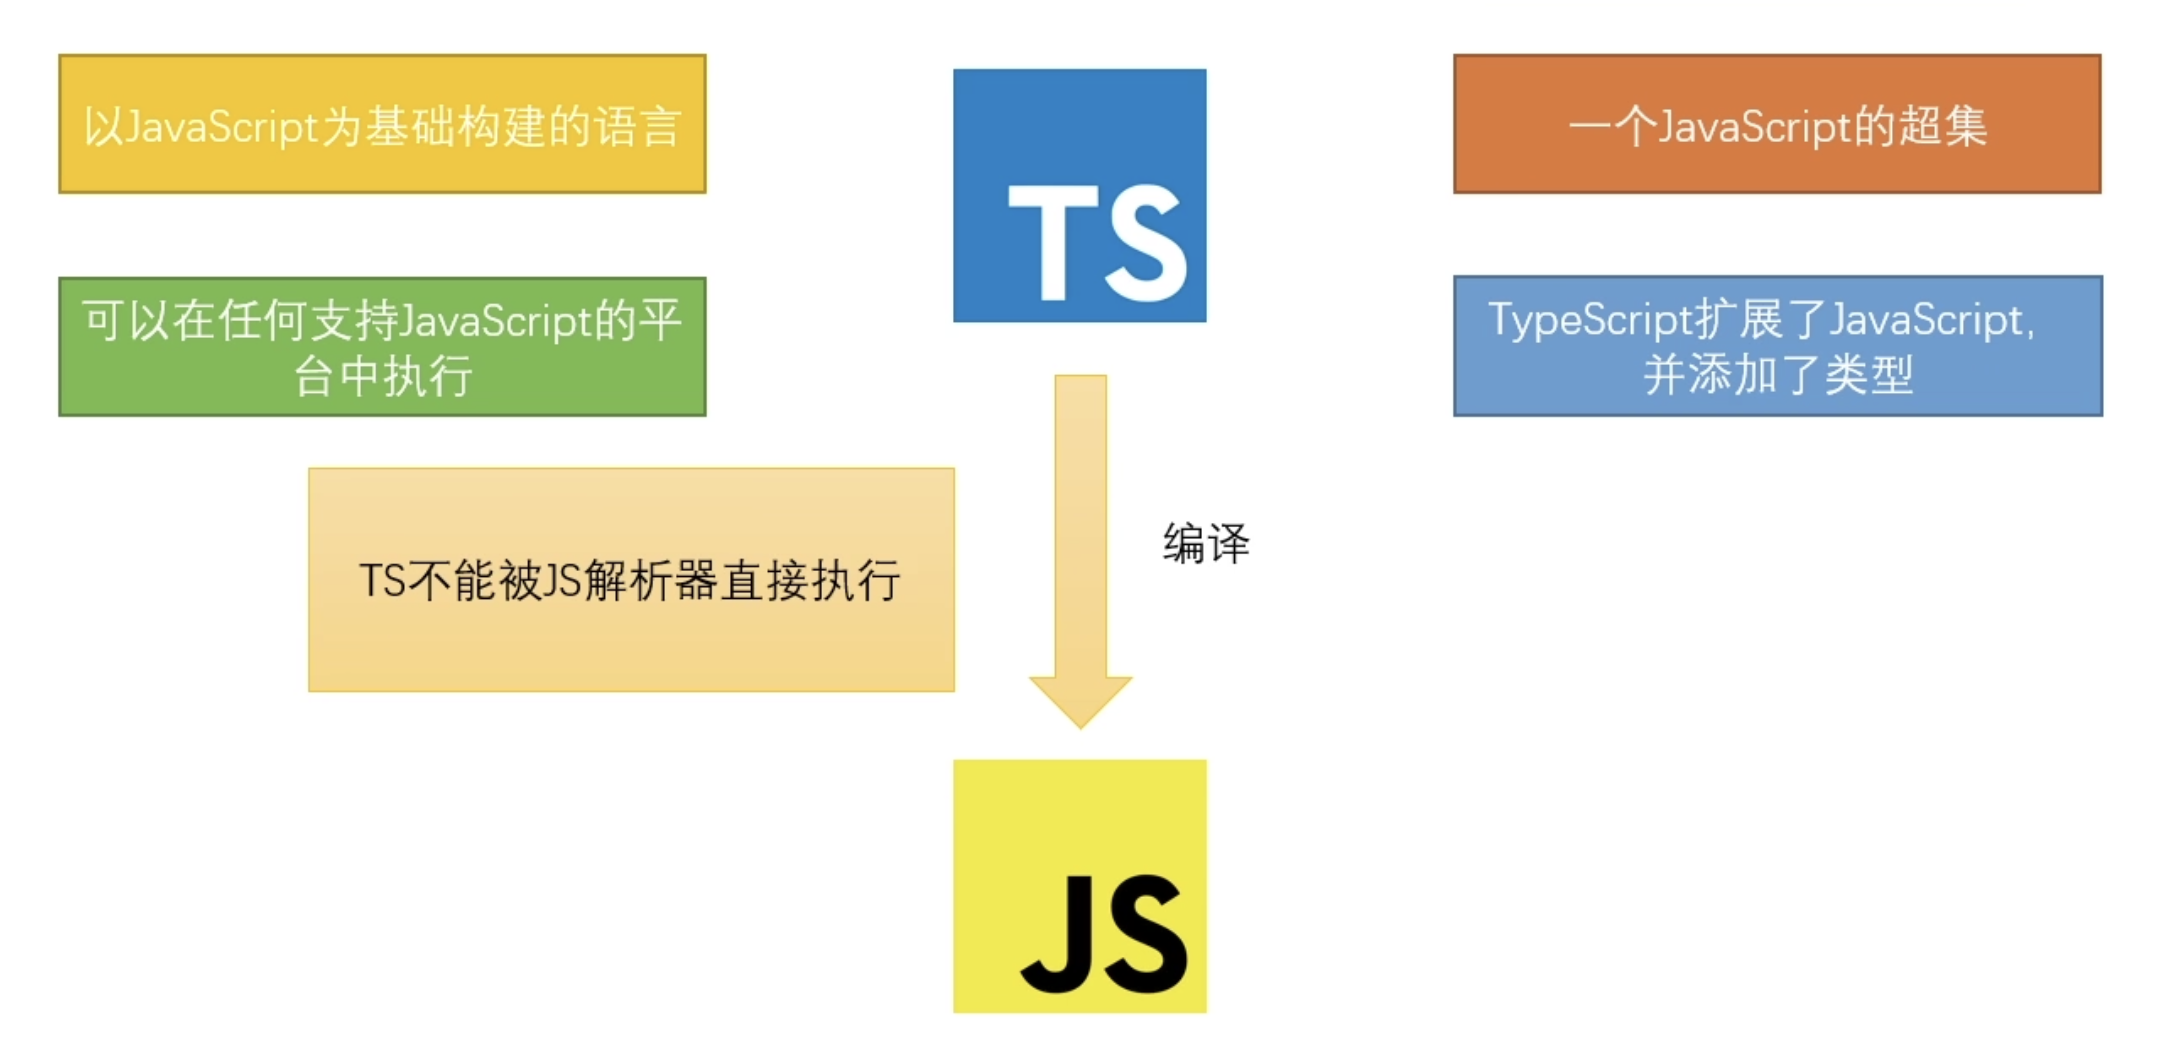 以JavaScript为基础构建的语言
TS
一个JavaScript的超集
可以在任何支持JavaScript的平
台中执行
TypeScript扩展了JavaScript,
并添加了类型
TS不能被JS解析器直接执行
编译
JS